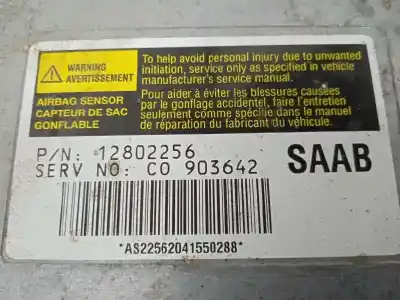 WARNING
AVERTISSEMENT
AIRBAG SENSOR
CAPTEUR DE SAC
GONFLABLE
To help avoid personal injury due to unwanted
initiation, service only as specified in vehicle
manufacturer's service manual.
Pour aider à éviter les blessures causées
par le gonflage accidentel, faire l'entretien
seulement comme stipulé dans le manuel
de réparation du fabricant du véhicule.
P/N: 12802256
SERV NO: CO 903642
SAAB
*AS22562041550288*